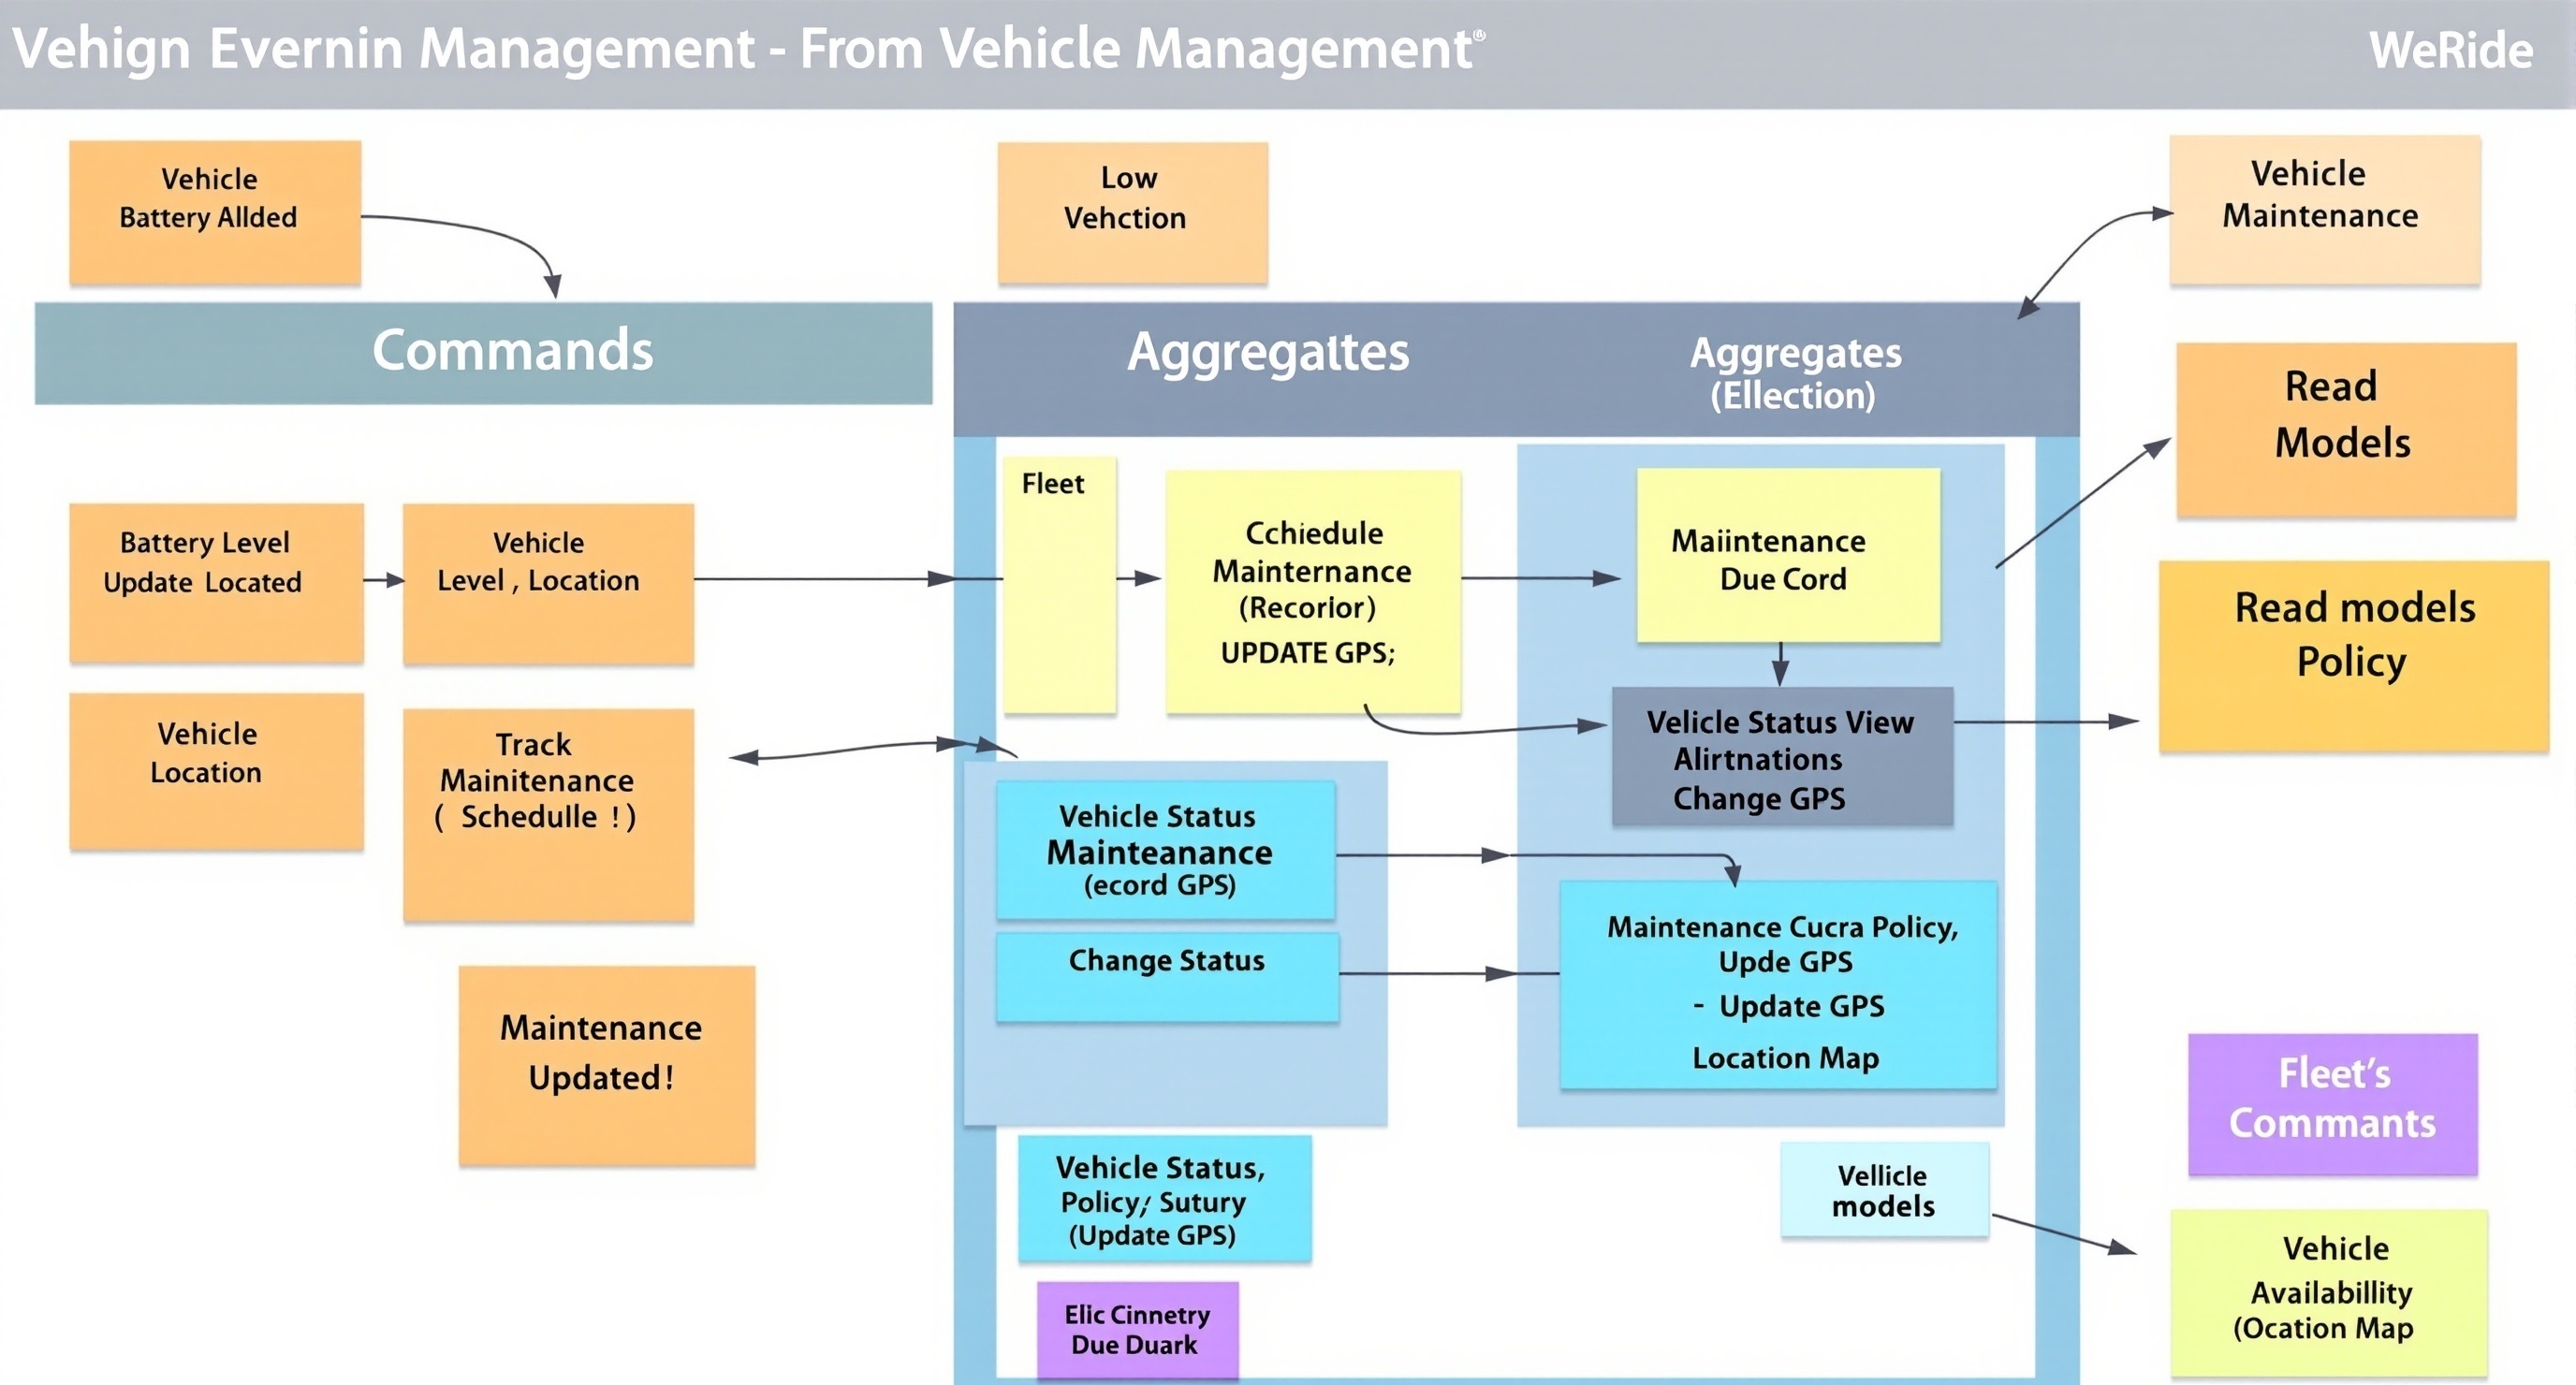 Vehign Evernin Management - From Vehicle Management
WeRide
Vehicle
Battery Allded
Low
Vehction
Vehicle
Maintenance
Commands
Aggregattes
Aggregates
(Ellection)
Read
Models
Battery Level
Update Located
Vehicle
Level , Location
Fleet
Cchiedule
Mainternance
(Recorior)
UPDATE GPS;
Maiintenance
Due Cord
Read models
Policy
Vehicle
Location
Track
Mainitenance
( Schedulle !)
Velicle Status View
Alirtnations
Change GPS
Vehicle Status
Mainteanance
(ecord GPS)
Change Status
Maintenance Cucra Policy,
Upde GPS
- Update GPS
Location Map
Maintenance
Updated!
Fleet's
Commants
Vehicle Status,
Policy; Sutury
(Update GPS)
Vellicle
models
Vehicle
Availabillity
(Ocation Map
Elic Cinnetry
Due Duark